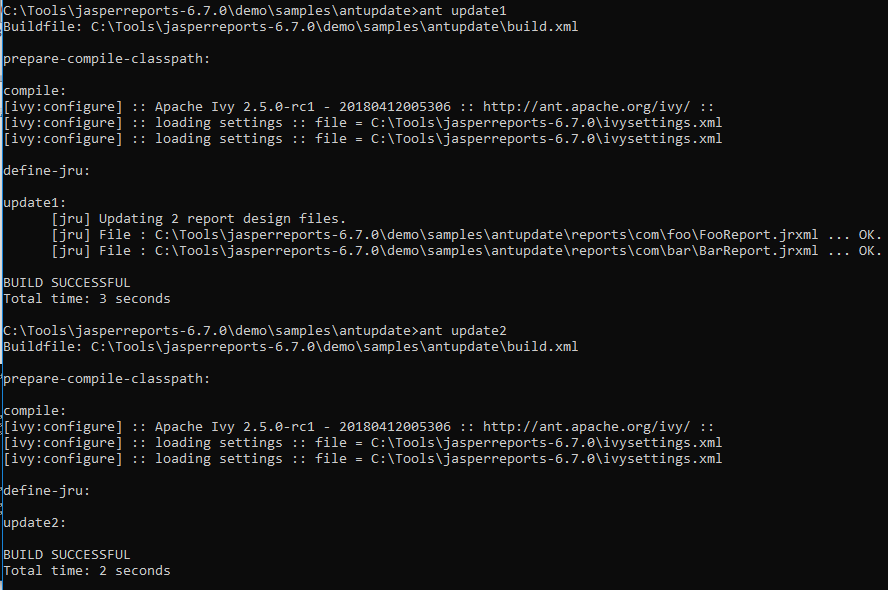 C:\Tools\jasperreports-6.7.0\demo\samples\antupdate>ant update1
Buildfile: C:\Tools\jasperreports-6.7.0\demo\samples\antupdate\build.xml
prepare-compile-classpath:
compile:
[ivy:configure] :: Apache Ivy 2.5.0-rc1 - 20180412005306 :: http://ant.apache.org/ivy/ ::
[ivy:configure] :: loading settings :: file = C:\Tools\jasperreports-6.7.0\ivysettings.xml
[ivy:configure] :: loading settings :: file = C:\Tools\jasperreports-6.7.0\ivysettings.xml
define-jru:
update1:
[jru] Updating 2 report design files.
[jru] File : C:\Tools\jasperreports-6.7.0\demo\samples\antupdate\reports\com\foo\FooReport.jrxml ... OK.
[jru] File : C:\Tools\jasperreports-6.7.0\demo\samples\antupdate\reports\com\bar\BarReport.jrxml ... OK.
BUILD SUCCESSFUL
Total time: 3 seconds
C:\Tools\jasperreports-6.7.0\demo\samples\antupdate>ant update2
Buildfile: C:\Tools\jasperreports-6.7.0\demo\samples\antupdate\build.xml
prepare-compile-classpath:
compile:
[ivy:configure] :: Apache Ivy 2.5.0-rc1 - 20180412005306 :: http://ant.apache.org/ivy/ ::
[ivy:configure] :: loading settings :: file = C:\Tools\jasperreports-6.7.0\ivysettings.xml
[ivy:configure] :: loading settings :: file = C:\Tools\jasperreports-6.7.0\ivysettings.xml
define-jru:
update2:
BUILD SUCCESSFUL
Total time: 2 seconds